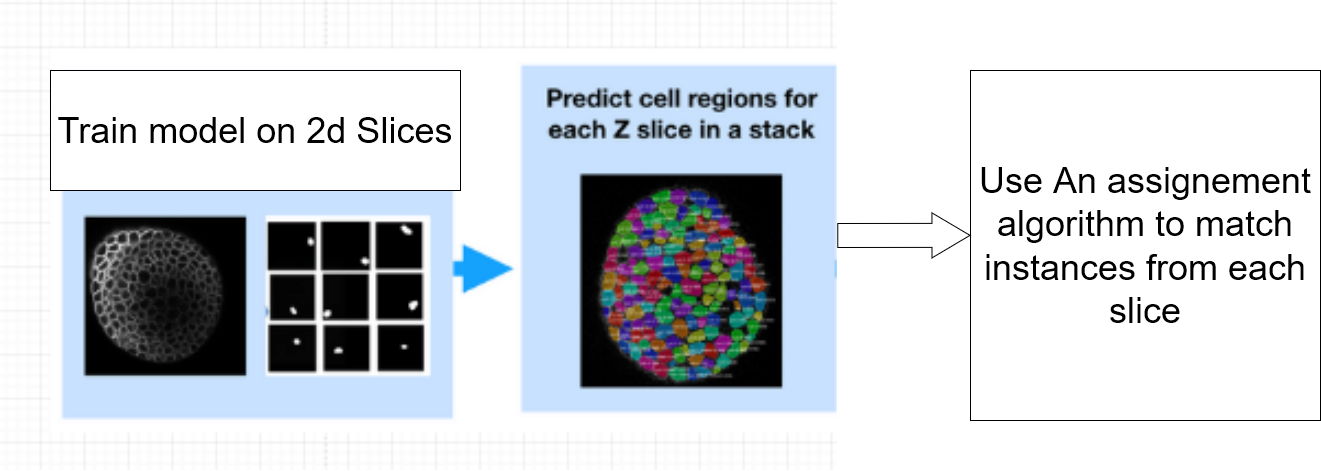 Train model on 2d Slices
Predict cell regions for
each Z slice in a stack
Use An assignement
algorithm to match
instances from each
slice